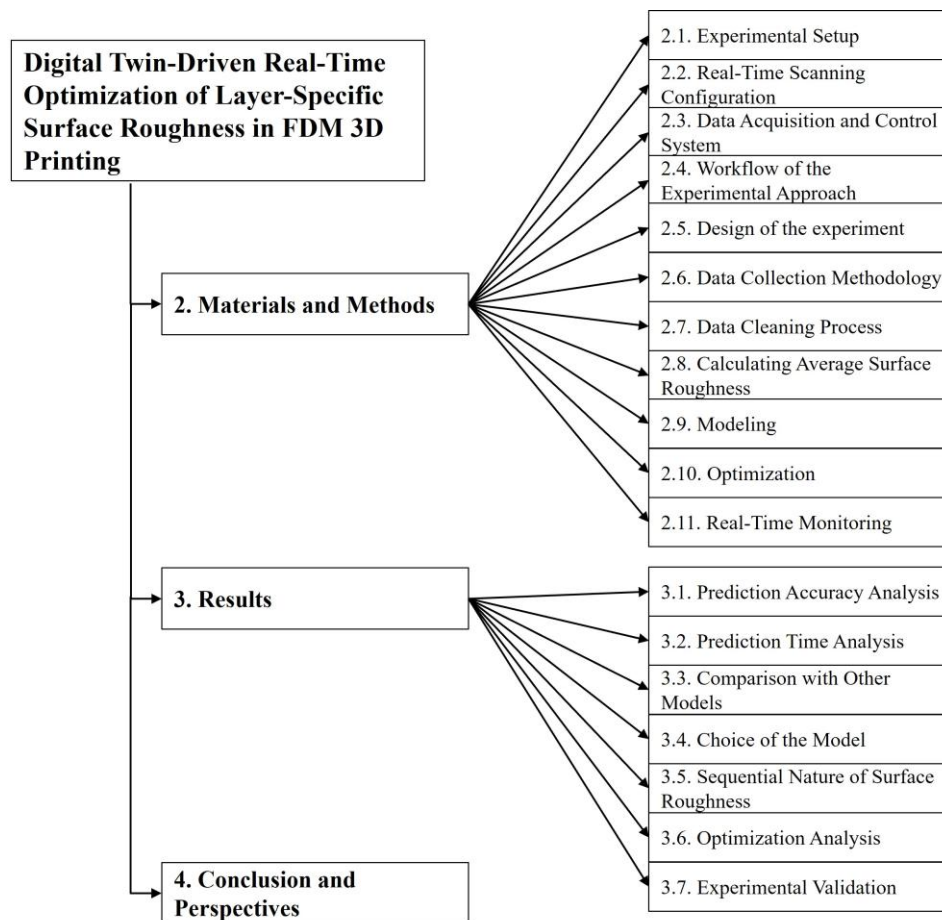 Digital Twin-Driven Real-Time
Optimization of Layer-Specific
Surface Roughness in FDM 3D
Printing
2. Materials and Methods
2.1. Experimental Setup
2.2. Real-Time Scanning
Configuration
2.3. Data Acquisition and Control
System
2.4. Workflow of the
Experimental Approach
2.5. Design of the experiment
2.6. Data Collection Methodology
2.7. Data Cleaning Process
2.8. Calculating Average Surface
Roughness
2.9. Modeling
2.10. Optimization
2.11. Real-Time Monitoring
3. Results
3.1. Prediction Accuracy Analysis
3.2. Prediction Time Analysis
3.3. Comparison with Other
Models
3.4. Choice of the Model
3.5. Sequential Nature of Surface
Roughness
3.6. Optimization Analysis
3.7. Experimental Validation
4. Conclusion and
Perspectives